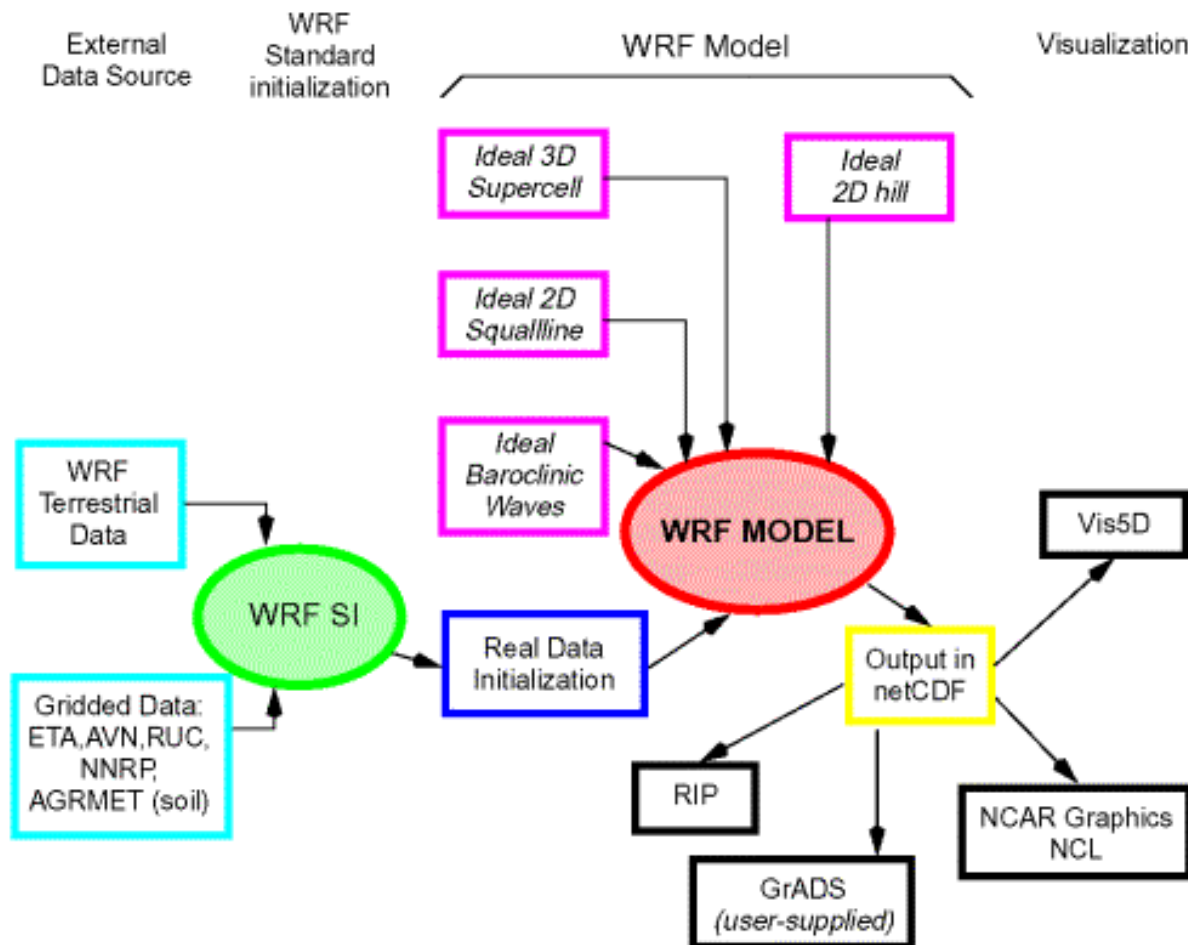 External
Data Source
WRF
Standard
initialization
WRF Model
Visualization
Ideal 3D
Supercell
Ideal
2D hill
Ideal 2D
Squallline
Ideal
Baroclinic
Waves
WRF
Terrestrial
Data
WRF MODEL
Vis5D
WRF SI
Real Data
Initialization
Output in
netCDF
Gridded Data:
ETA,AVN,RUC,
NNRP,
AGRMET (soil)
RIP
NCAR Graphics
NCL
GrADS
(user-supplied)